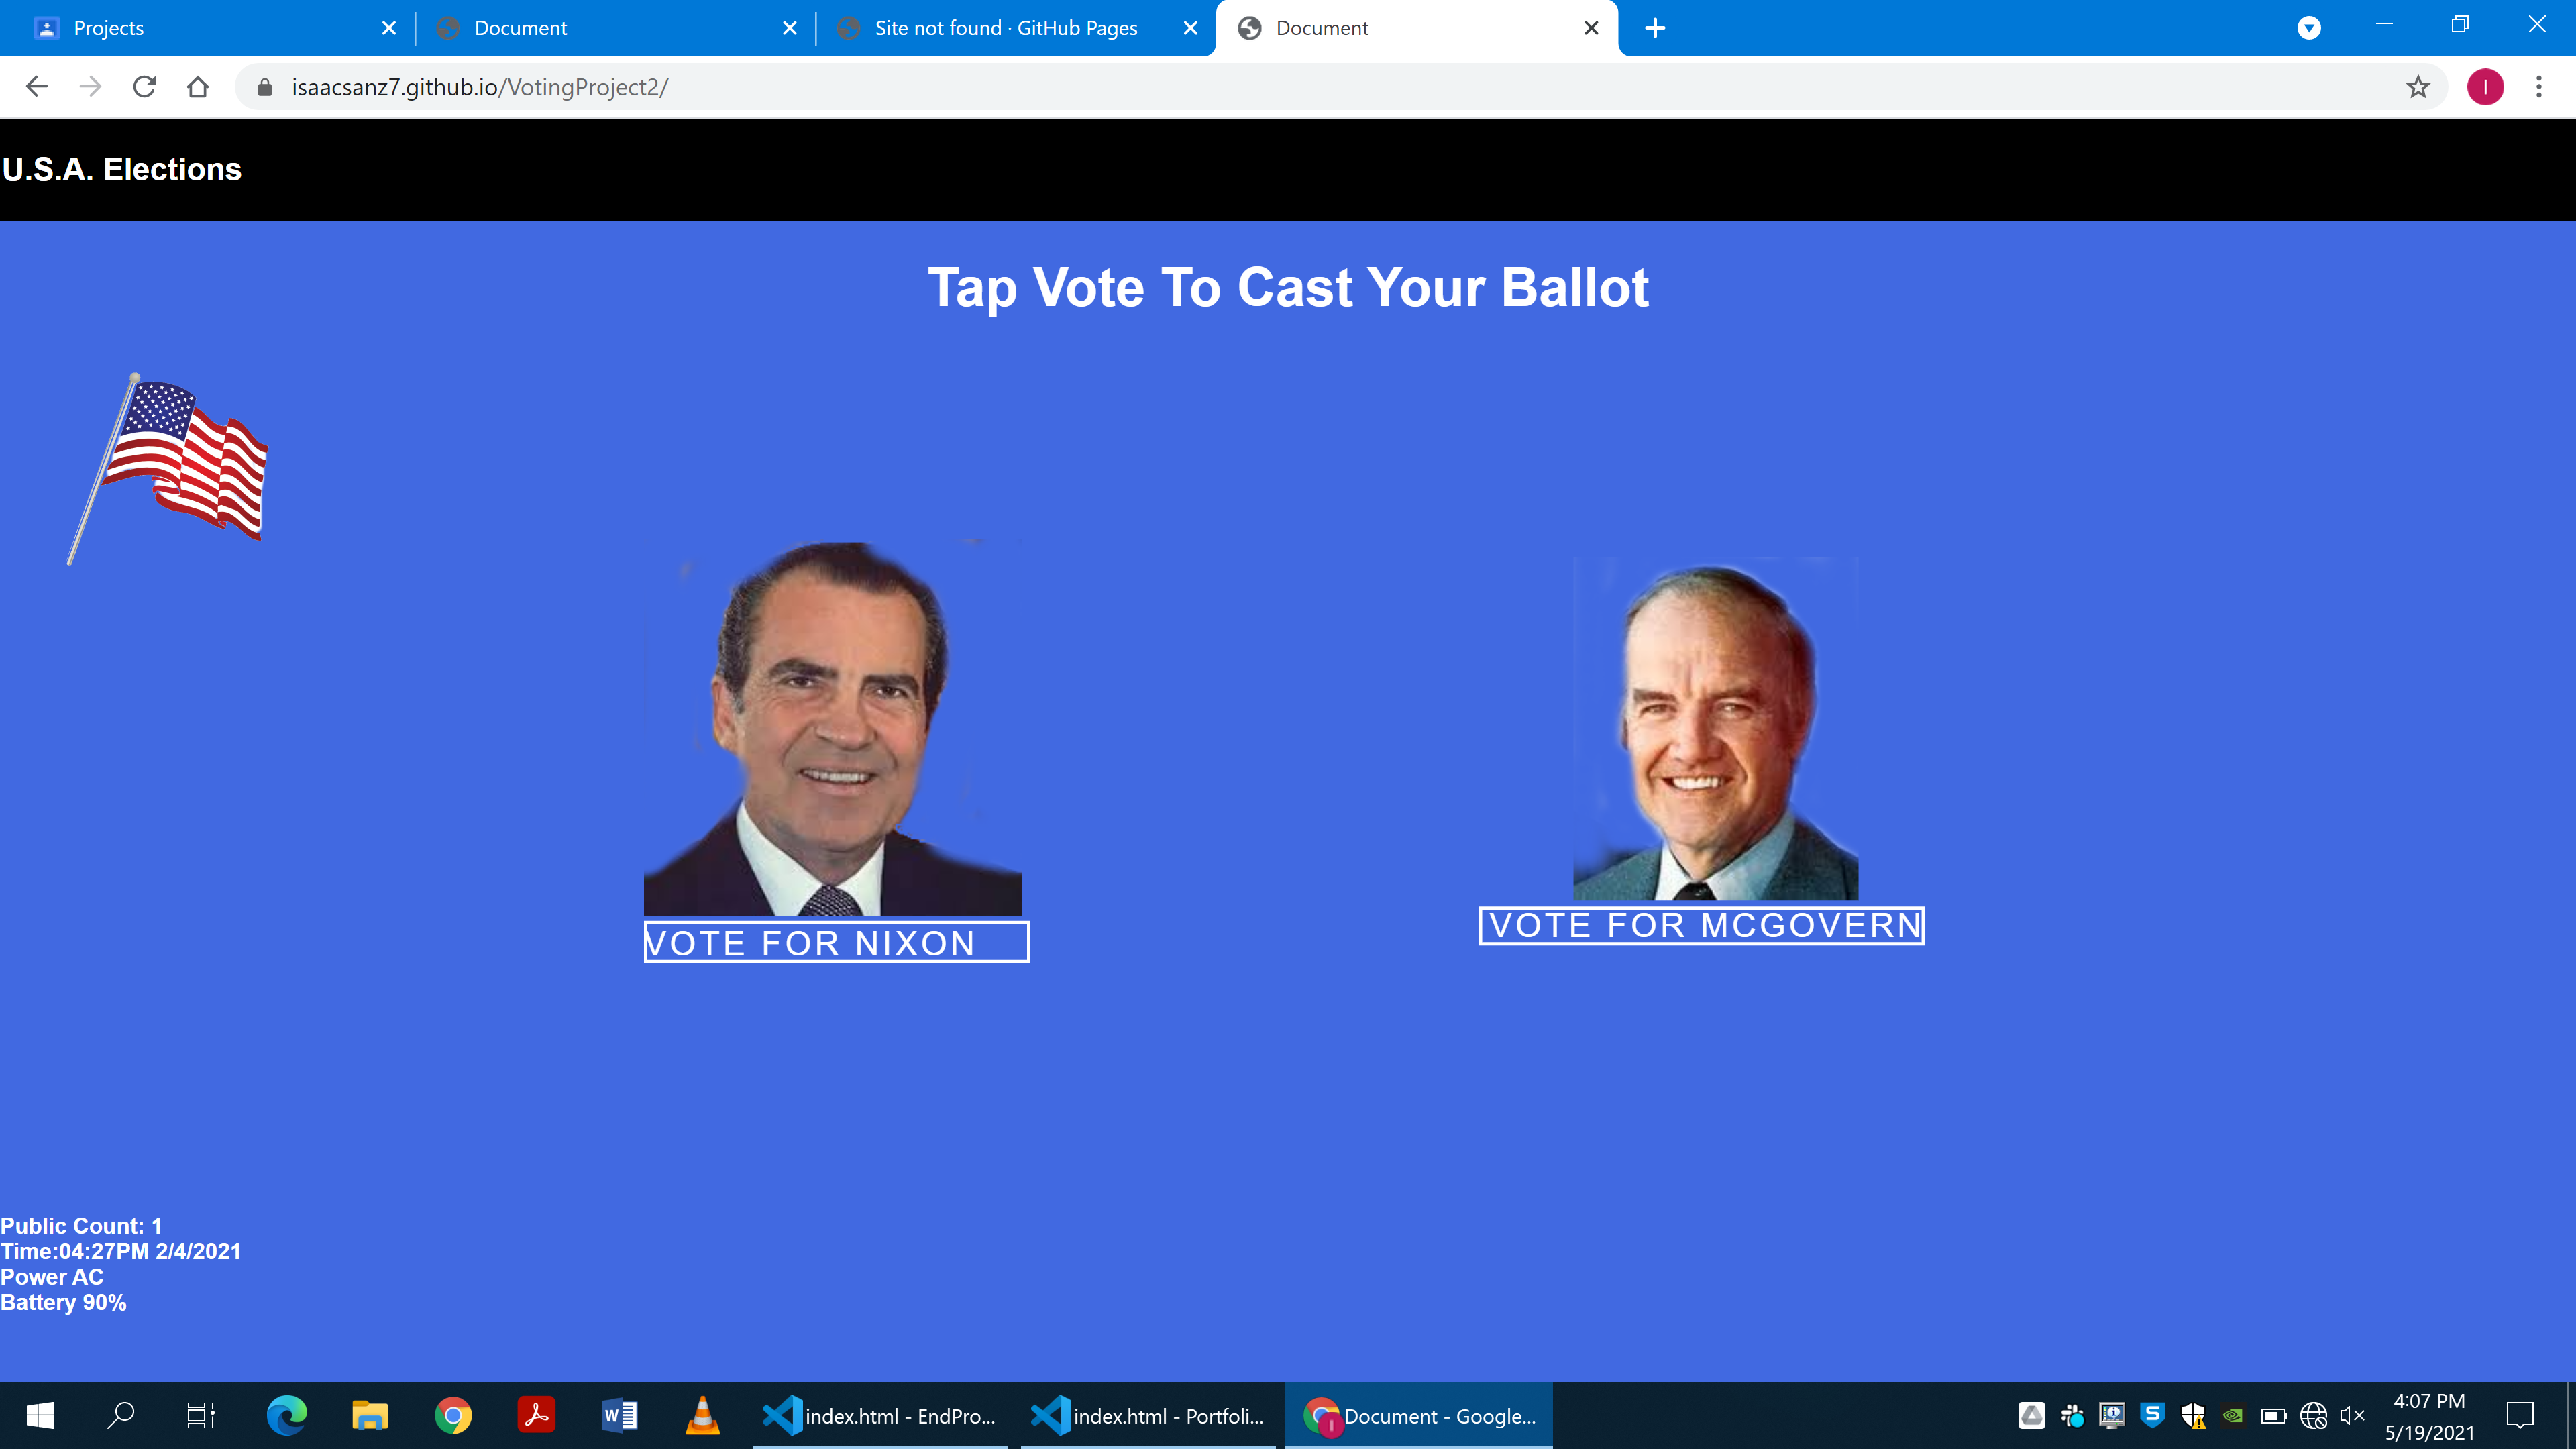 Projects
Document
Site not found · GitHub Pages
Document
isaacsanz7.github.io/VotingProject2/
I
U.S.A. Elections
Tap Vote To Cast Your Ballot
VOTE FOR NIXON
VOTE FOR MCGOVERN
Public Count: 1
Time:04:27PM 2/4/2021
Power AC
Battery 90%
index.html - EndPro...
index.html - Portfoli...
Document - Google...
4:07 PM
5/19/2021